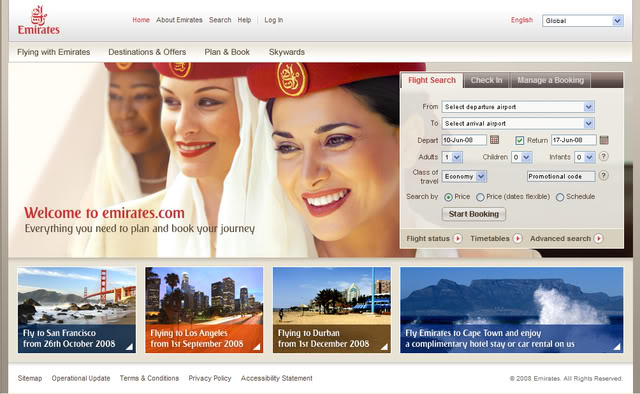 Emirates
Home About Emirates Search Help Log In
English Global
Flying with Emirates Destinations & Offers Plan & Book Skywards
Flight Search Check In Manage a Booking
From Select departure airport
To Select arrival airport
Depart 10-Jun-08 Return 17-Jun-08
Adults 1 Children 0 Infants 0 ?
Class of travel Economy Promotional code ?
Search by Price Price (dates flexible) Schedule
Start Booking
Flight status Timetables Advanced search
Welcome to emirates.com
Everything you need to plan and book your journey
Fly to San Francisco
from 26th October 2008
Flying to Los Angeles
from 1st September 2008
Flying to Durban
from 1st December 2008
Fly Emirates to Cape Town and enjoy
a complimentary hotel stay or car rental on us
Sitemap Operational Update Terms & Conditions Privacy Policy Accessibility Statement
© 2008 Emirates. All Rights Reserved.